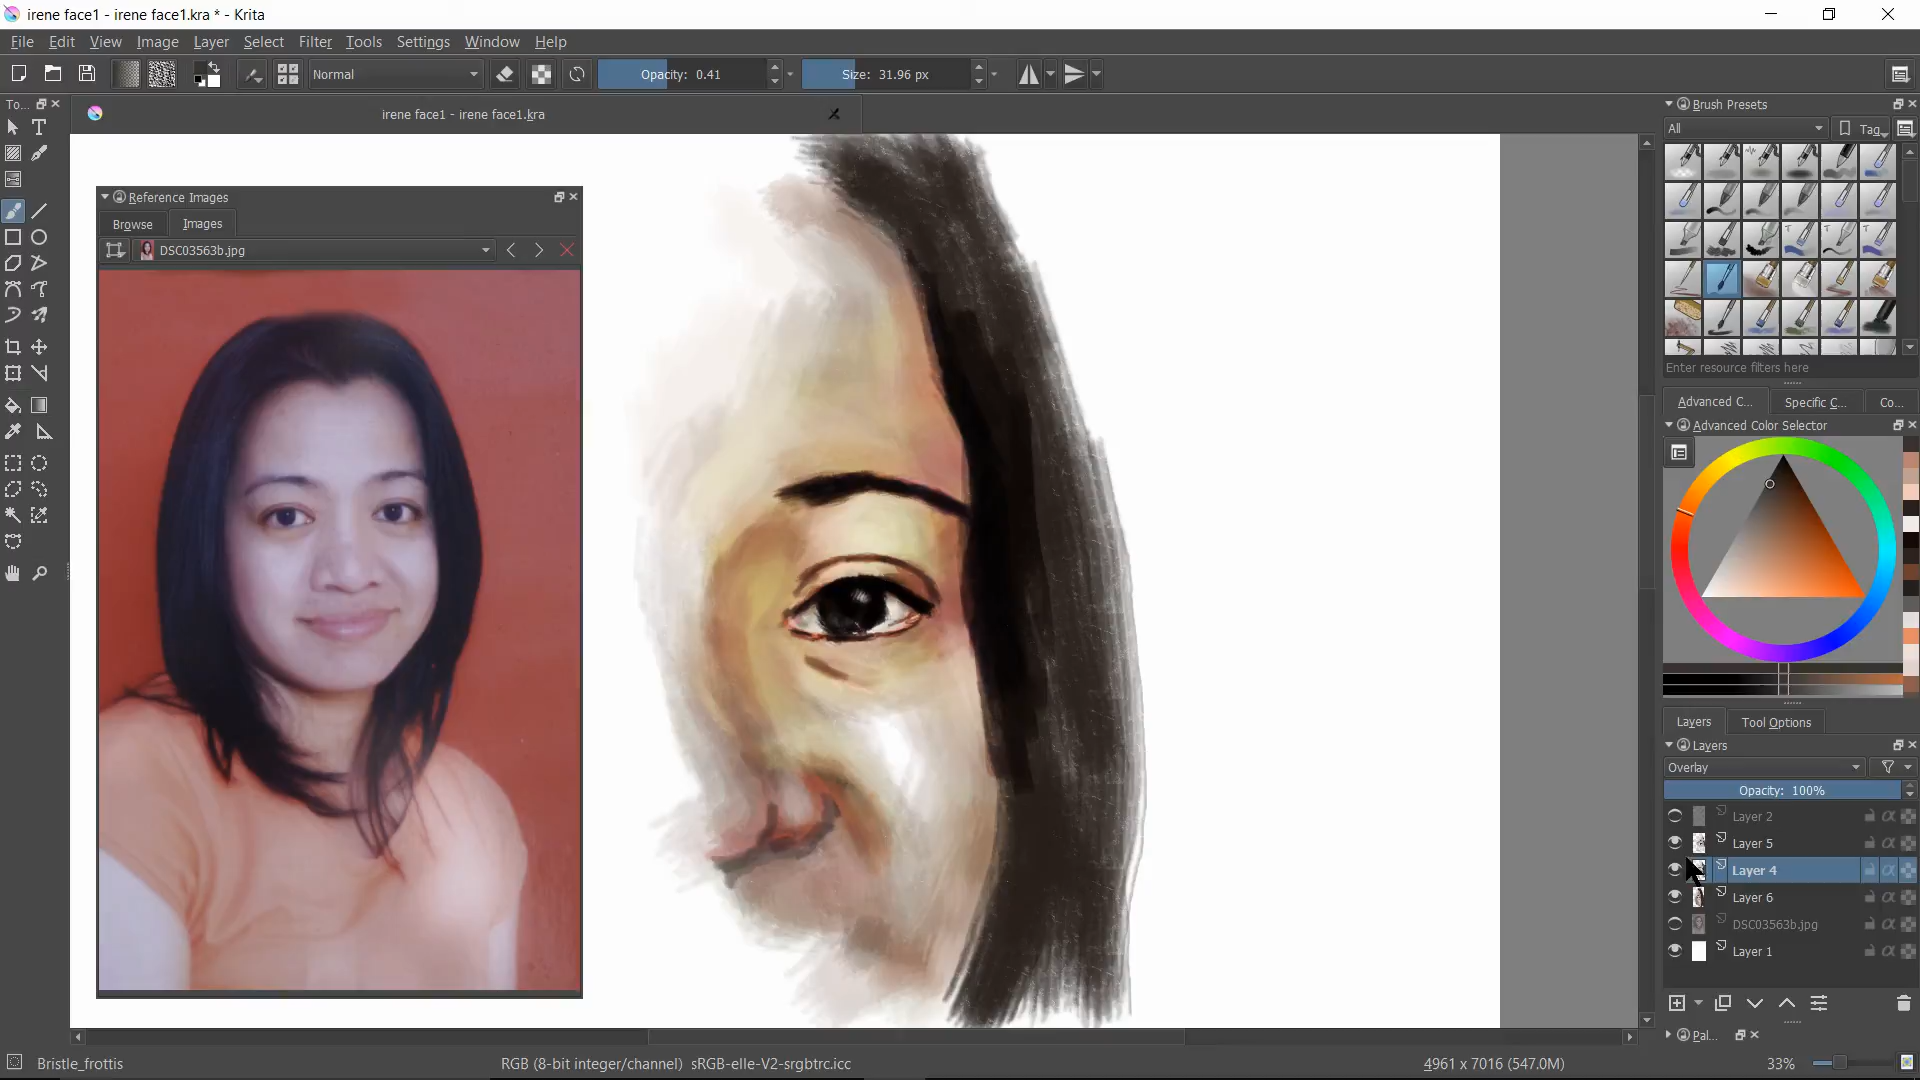 irene face1 - irene face1.kra * - Krita
File Edit View Image Layer Select Filter Tools Settings Window Help
Normal Opacity: 0.41 Size: 31.96 px
To...
irene face1 - irene face1.kra
Reference Images
Browse Images
DSC03563b.jpg
Brush Presets
All Tag
Enter resource filters here
Advanced C... Specific C... Co...
Advanced Color Selector
Layers Tool Options
Layers
Overlay
Opacity: 100%
Layer 2
Layer 5
Layer 4
Layer 6
DSC03563b.jpg
Layer 1
Pal...
Bristle_frottis RGB (8-bit integer/channel) sRGB-elle-V2-srgbtrc.icc 4961 x 7016 (547.0M) 33%